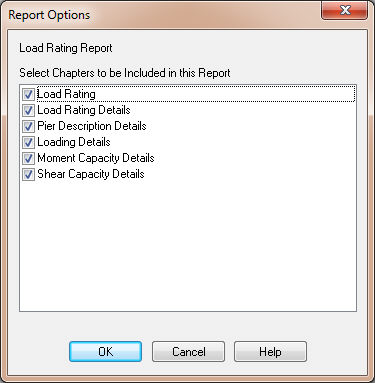 Report Options
Load Rating Report
Select Chapters to be Included in this Report
Load Rating
Load Rating Details
Pier Description Details
Loading Details
Moment Capacity Details
Shear Capacity Details
OK Cancel Help